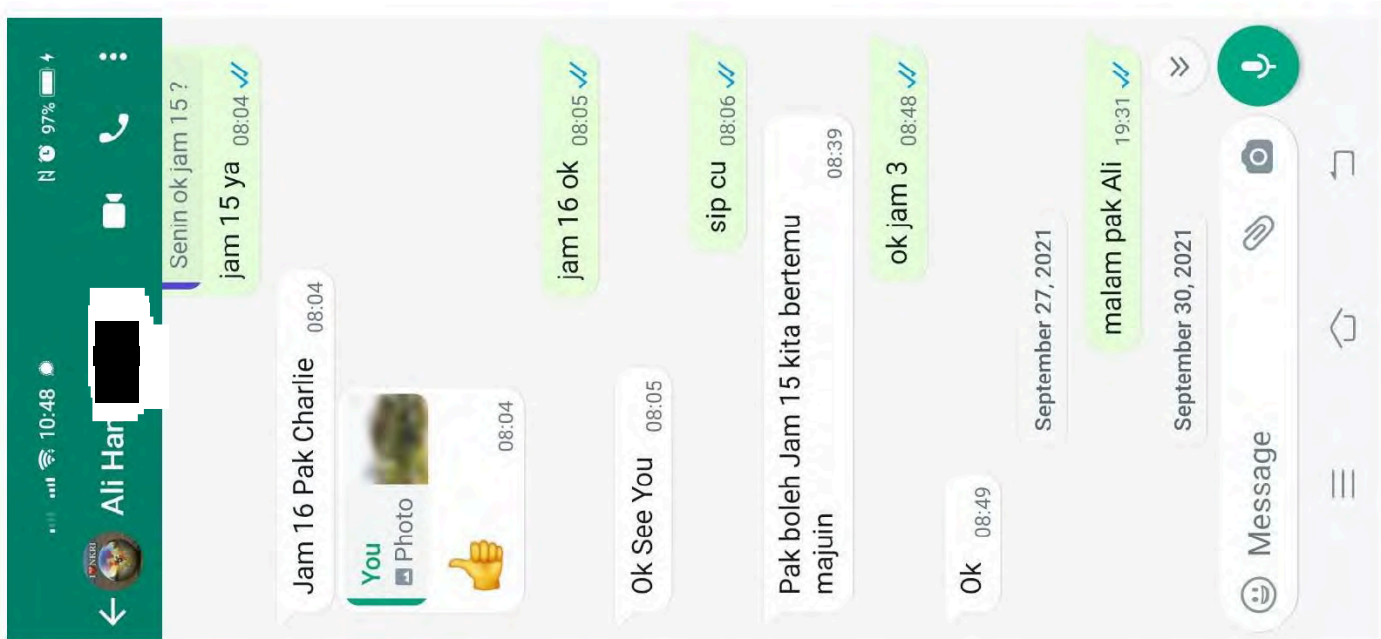 10:48
97%
Ali Har
Senin ok jam 15 ?
jam 15 ya 08:04
Jam 16 Pak Charlie 08:04
You
Photo
👍
08:04
jam 16 ok 08:05
Ok See You 08:05
sip cu 08:06
Pak boleh Jam 15 kita bertemu
majuin 08:39
ok jam 3 08:48
Ok 08:49
September 27, 2021
malam pak Ali 19:31
September 30, 2021
Message